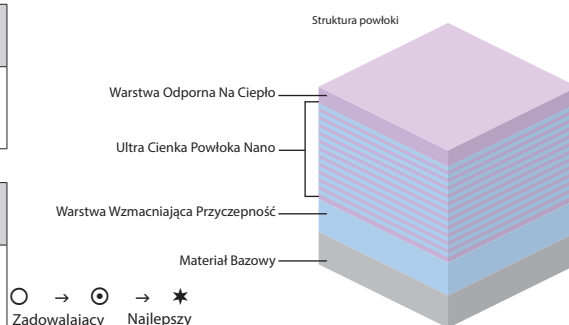 Struktura powłoki
Warstwa Odporna Na Ciepło
Ultra Cienka Powłoka Nano
Warstwa Wzmacniająca Przyczepność
Materiał Bazowy
○ → ◉ → ★
Zadowalający Najlepszy